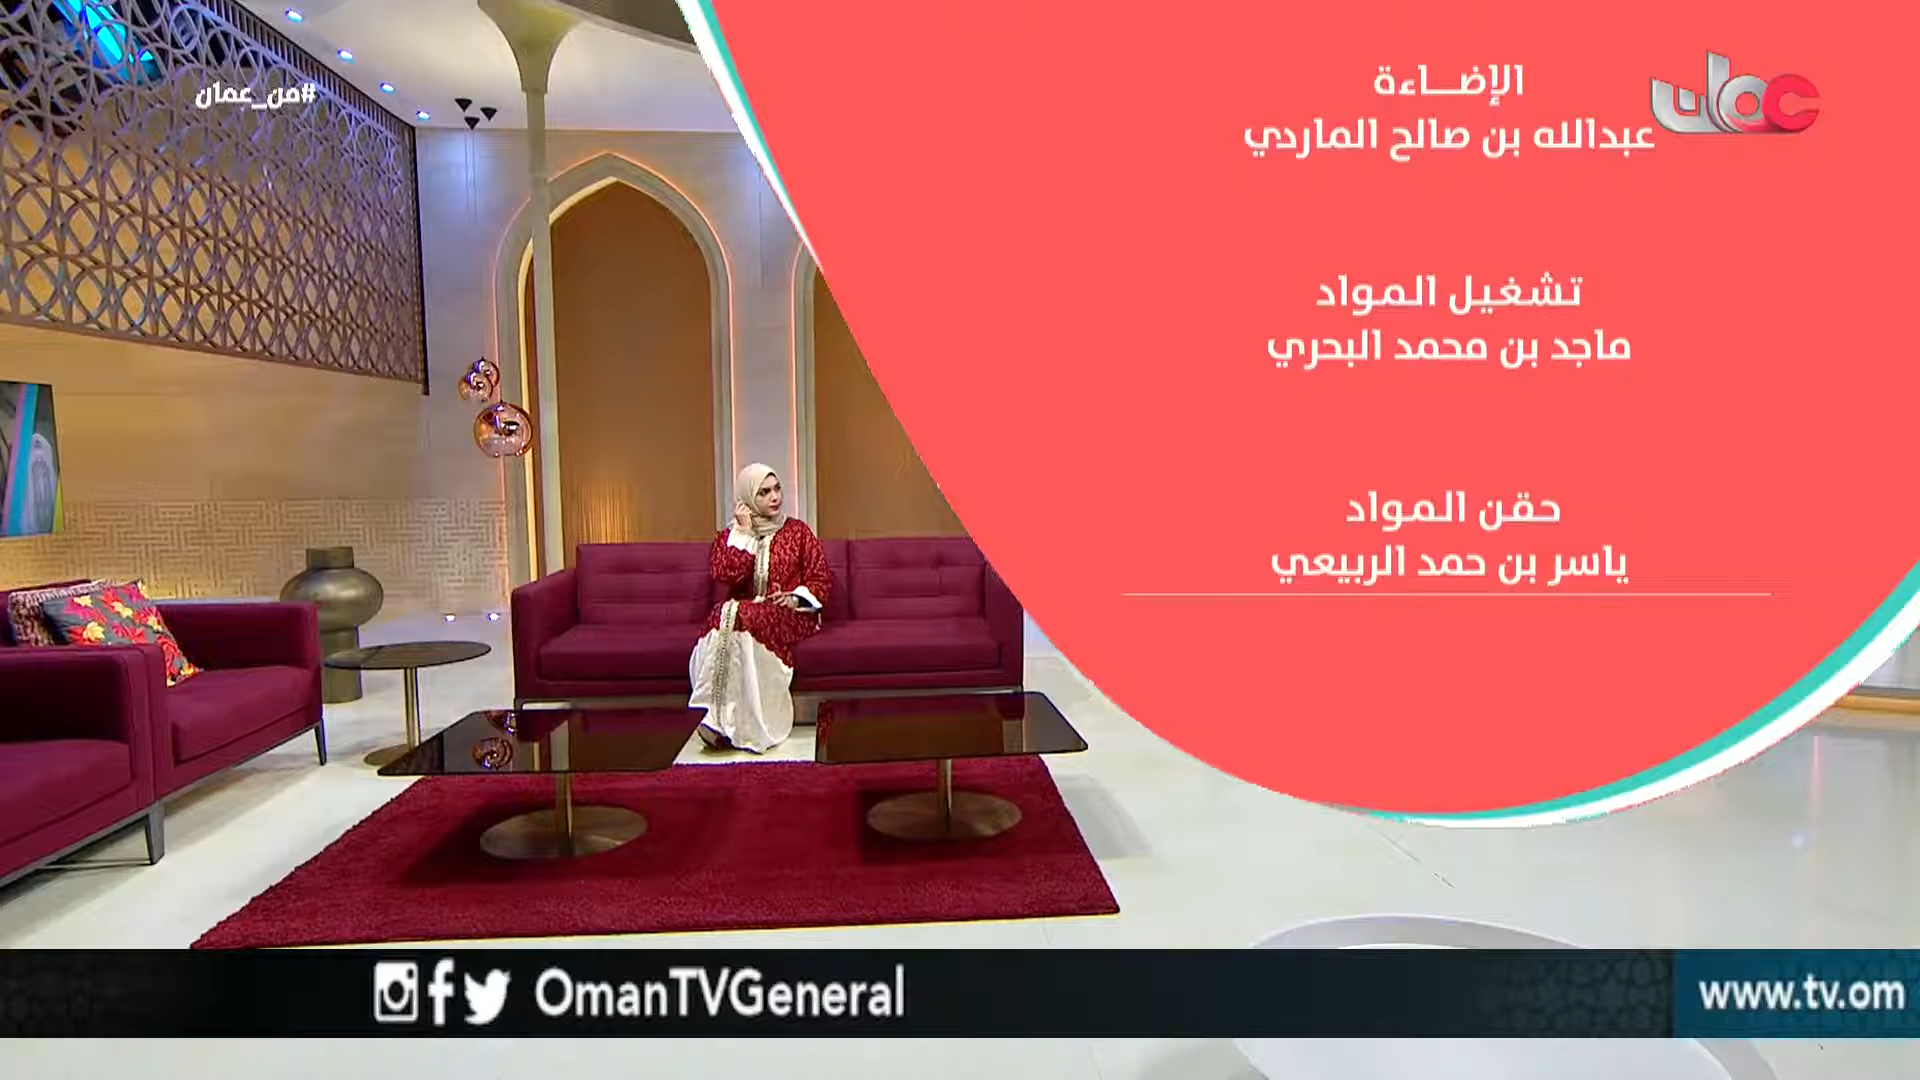 #من_عمان
عمان
الإضـــاءة
عبدالله بن صالح الماردي
تشغيل المواد
ماجد بن محمد البحري
حقن المواد
ياسر بن حمد الربيعي
OmanTVGeneral
www.tv.om